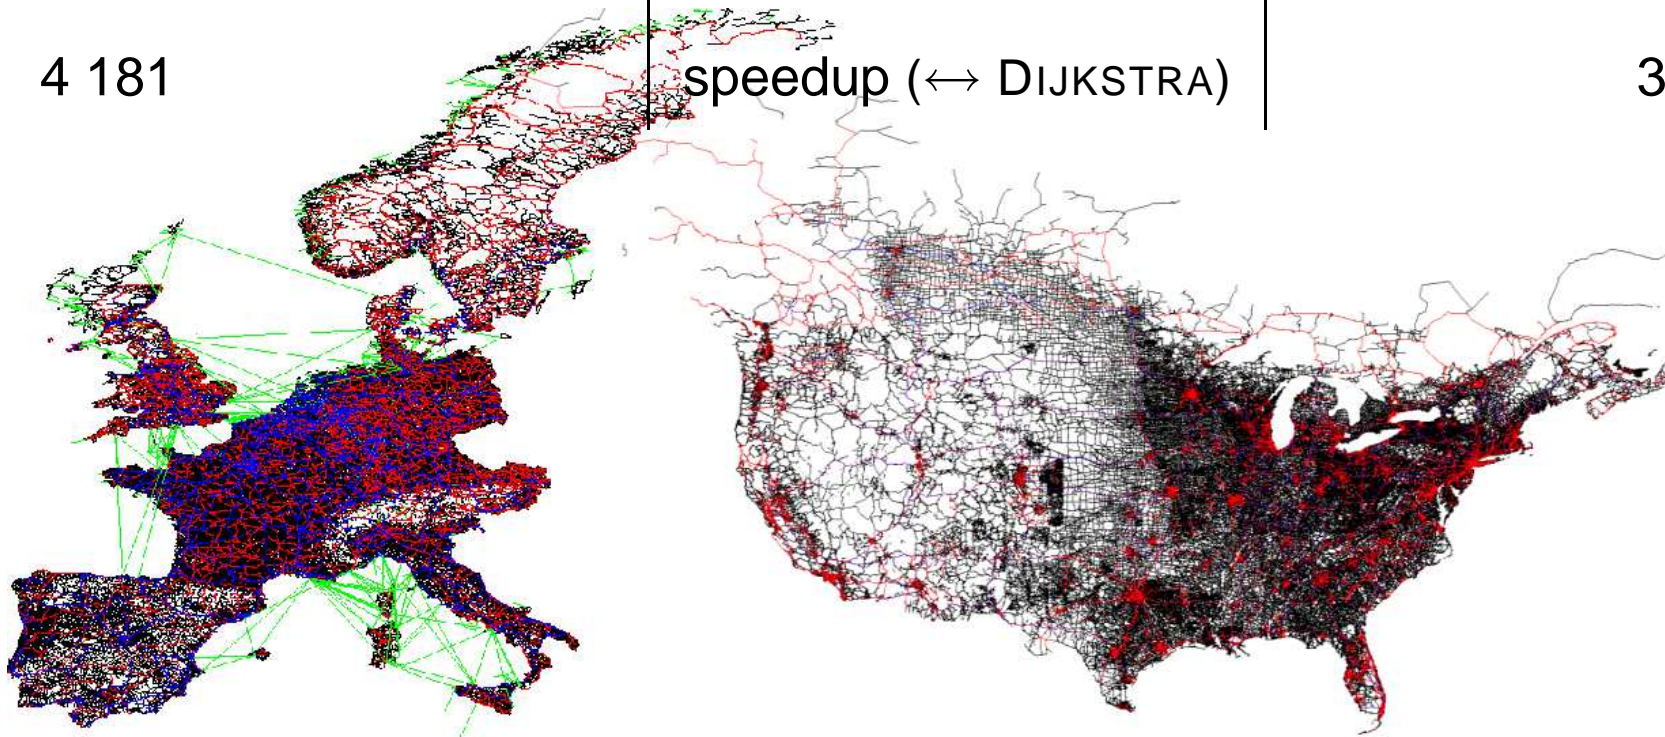 4 181 speedup (↔ DIJKSTRA) 3